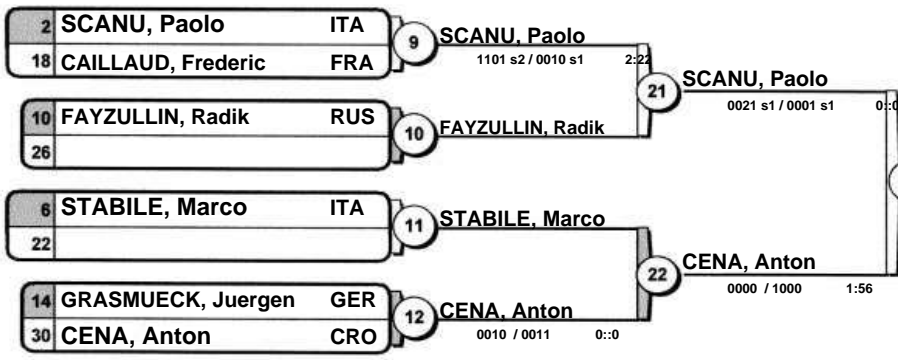 2 SCANU, Paolo ITA
18 CAILLAUD, Frederic FRA
9
SCANU, Paolo
1101 s2 / 0010 s1 2:22
10 FAYZULLIN, Radik RUS
26
10
FAYZULLIN, Radik
21
SCANU, Paolo
0021 s1 / 0001 s1 0::0
6 STABILE, Marco ITA
22
11
STABILE, Marco
14 GRASMUECK, Juergen GER
30 CENA, Anton CRO
12
CENA, Anton
0010 / 0011 0::0
22
CENA, Anton
0000 / 1000 1:56